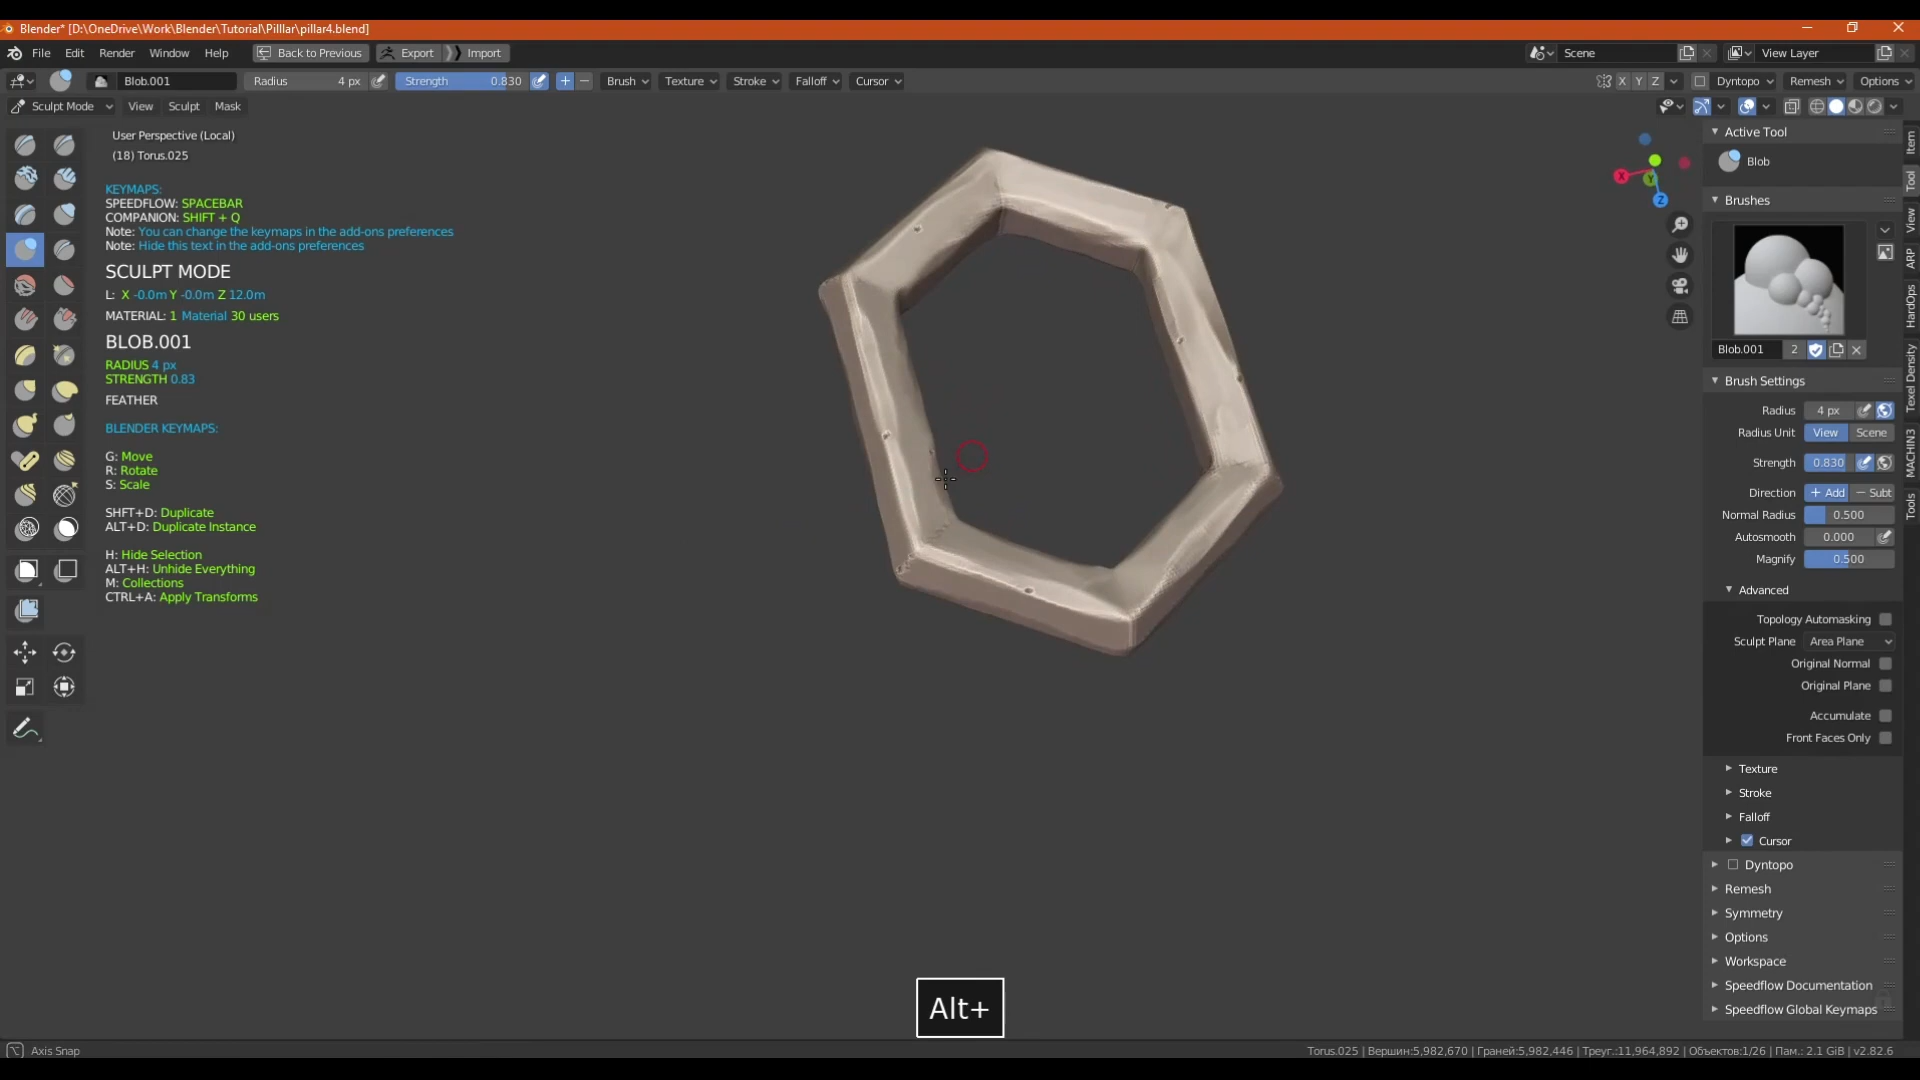 Blender* [D:\OneDrive\Work\Blender\Tutorial\Pilllar\pillar4.blend]
File Edit Render Window Help Back to Previous Export Import Scene View Layer
Blob.001 Radius 4 px Strength 0.830 Brush Texture Stroke Falloff Cursor X Y Z Dyntopo Remesh Options
Sculpt Mode View Sculpt Mask
User Perspective (Local)
(18) Torus.025
KEYMAPS:
SPEEDFLOW: SPACEBAR
COMPANION: SHIFT + Q
Note: You can change the keymaps in the add-ons preferences
Note: Hide this text in the add-ons preferences
SCULPT MODE
L: X -0.0m Y -0.0m Z 12.0m
MATERIAL: 1 Material 30 users
BLOB.001
RADIUS 4 px
STRENGTH 0.83
FEATHER
BLENDER KEYMAPS:
G: Move
R: Rotate
S: Scale
SHFT+D: Duplicate
ALT+D: Duplicate Instance
H: Hide Selection
ALT+H: Unhide Everything
M: Collections
CTRL+A: Apply Transforms
X
Y
Z
Active Tool
Blob
Brushes
Blob.001 2
Brush Settings
Radius 4 px
Radius Unit View Scene
Strength 0.830
Direction + Add − Subt
Normal Radius 0.500
Autosmooth 0.000
Magnify 0.500
Advanced
Topology Automasking
Sculpt Plane Area Plane
Original Normal
Original Plane
Accumulate
Front Faces Only
Texture
Stroke
Falloff
Cursor
Dyntopo
Remesh
Symmetry
Options
Workspace
Speedflow Documentation
Speedflow Global Keymaps
Item
Tool
View
ARP
HardOps
Texel Density
MACHIN3
Tools
Alt+
Axis Snap
Torus.025 | Вершин:5,982,670 | Граней:5,982,446 | Треуг.:11,964,892 | Объектов:1/26 | Пам.: 2.1 GiB | v2.82.6